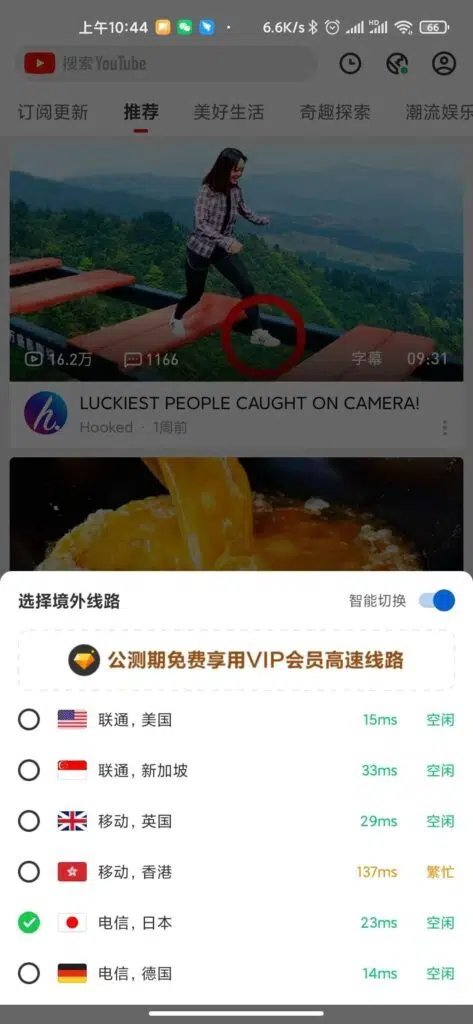 上午10:44
6.6K/s
HD
66
搜索YouTube
订阅更新 推荐 美好生活 奇趣探索 潮流娱乐
16.2万 1166 字幕 09:31
h.
LUCKIEST PEOPLE CAUGHT ON CAMERA!
Hooked · 1周前
选择境外线路 智能切换
公测期免费享用VIP会员高速线路
联通, 美国 15ms 空闲
联通, 新加坡 33ms 空闲
移动, 英国 29ms 空闲
移动, 香港 137ms 繁忙
电信, 日本 23ms 空闲
电信, 德国 14ms 空闲